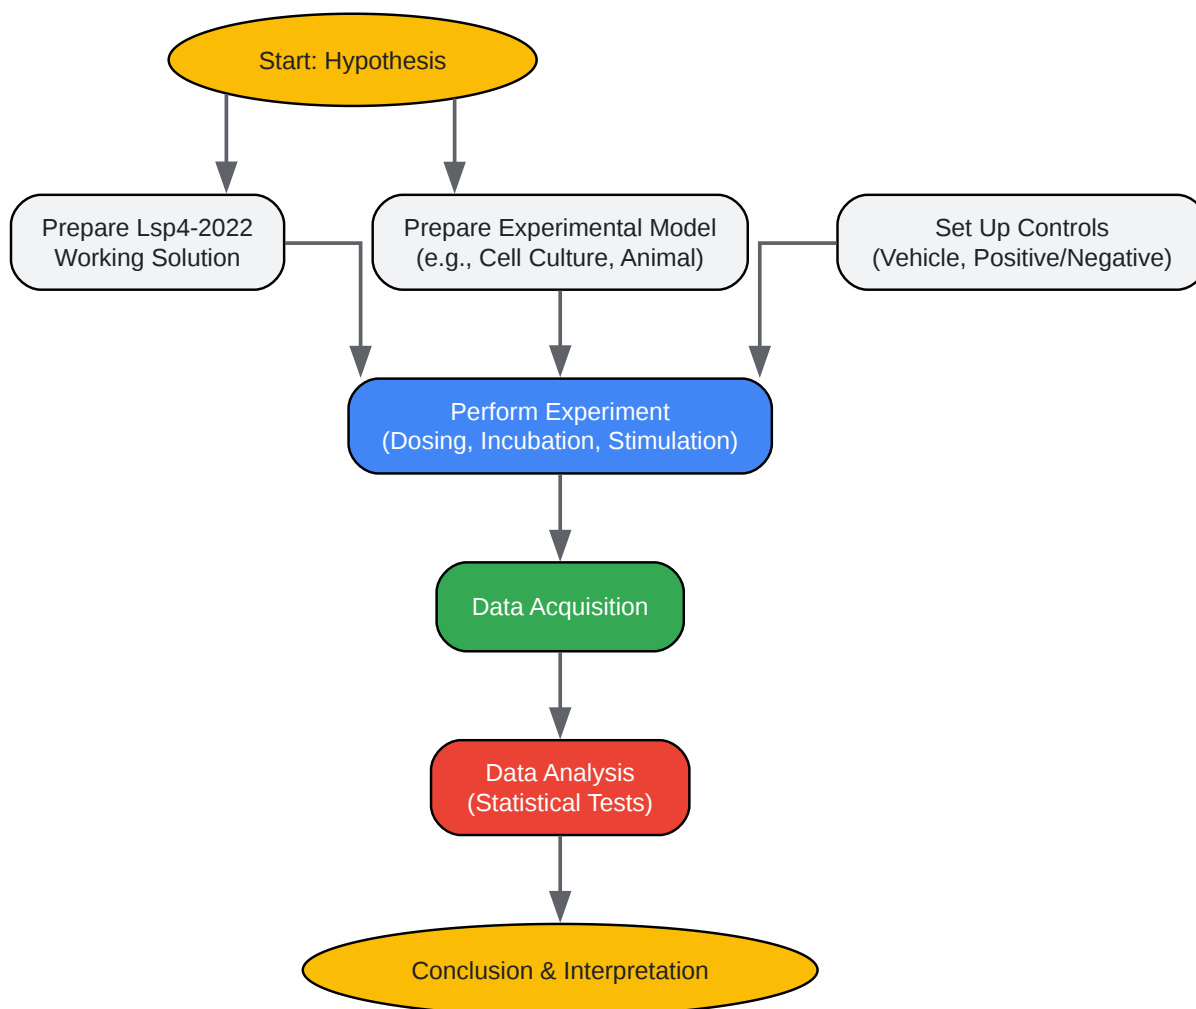 Start: Hypothesis
Prepare Lsp4-2022
Working Solution
Prepare Experimental Model
(e.g., Cell Culture, Animal)
Set Up Controls
(Vehicle, Positive/Negative)
Perform Experiment
(Dosing, Incubation, Stimulation)
Data Acquisition
Data Analysis
(Statistical Tests)
Conclusion & Interpretation